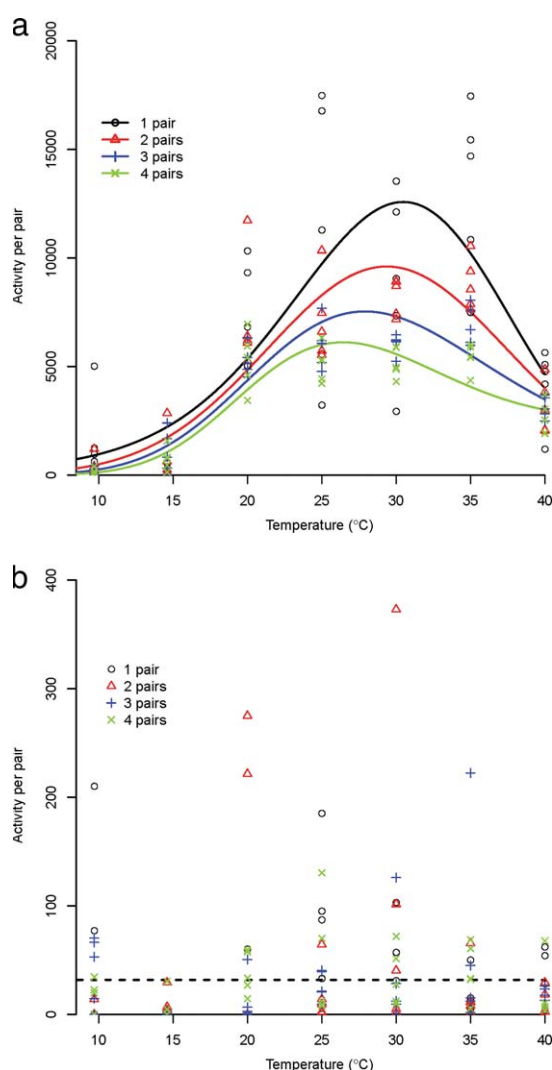 a
20000
15000
10000
5000
0
Activity per pair
1 pair
2 pairs
3 pairs
4 pairs
10 15 20 25 30 35 40
Temperature (°C)
b
400
300
200
100
0
Activity per pair
1 pair
2 pairs
3 pairs
4 pairs
10 15 20 25 30 35 40
Temperature (°C)